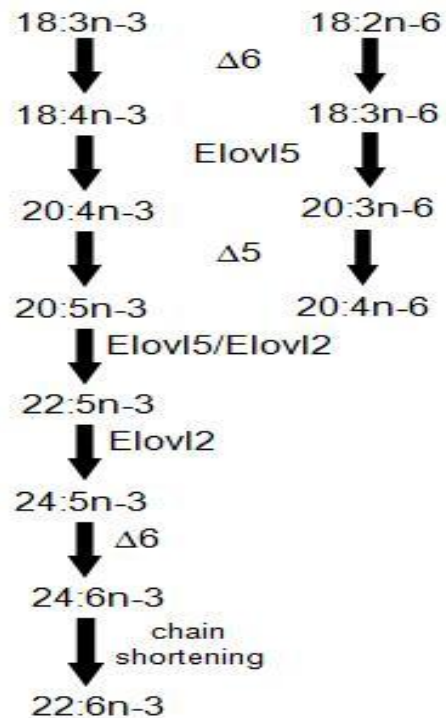 18:3n-3 18:2n-6
Δ6
18:4n-3 18:3n-6
Elovl5
20:4n-3 20:3n-6
Δ5
20:5n-3 20:4n-6
Elovl5/Elovl2
22:5n-3
Elovl2
24:5n-3
Δ6
24:6n-3
chain
shortening
22:6n-3